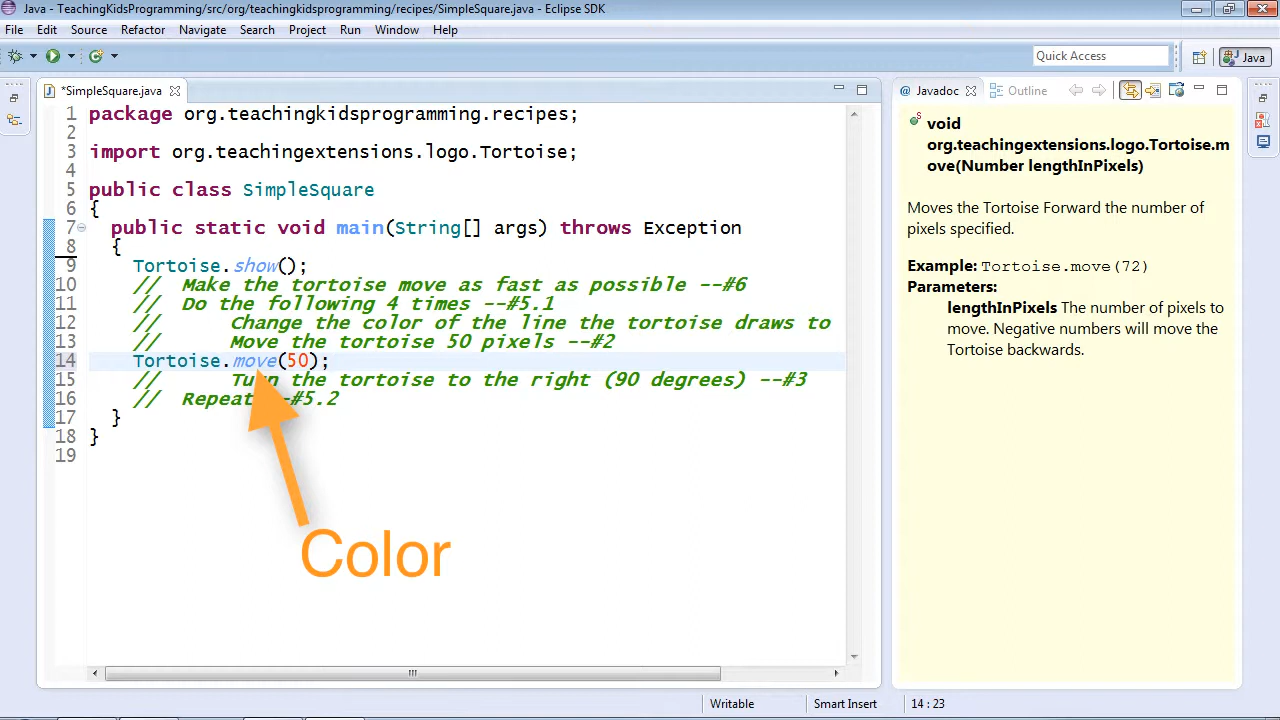 Java - TeachingKidsProgramming/src/org/teachingkidsprogramming/recipes/SimpleSquare.java - Eclipse SDK
File Edit Source Refactor Navigate Search Project Run Window Help
Quick Access
Java
*SimpleSquare.java
1 package org.teachingkidsprogramming.recipes;
2
3 import org.teachingextensions.logo.Tortoise;
4
5 public class SimpleSquare
6 {
7 public static void main(String[] args) throws Exception
8 {
9 Tortoise.show();
10 // Make the tortoise move as fast as possible --#6
11 // Do the following 4 times --#5.1
12 // Change the color of the line the tortoise draws to
13 // Move the tortoise 50 pixels --#2
14 Tortoise.move(50);
15 // Turn the tortoise to the right (90 degrees) --#3
16 // Repeat --#5.2
17 }
18 }
19
Color
@ Javadoc Outline
void
org.teachingextensions.logo.Tortoise.m
ove(Number lengthInPixels)
Moves the Tortoise Forward the number of
pixels specified.
Example: Tortoise.move(72)
Parameters:
lengthInPixels The number of pixels to
move. Negative numbers will move the
Tortoise backwards.
Writable Smart Insert 14 : 23